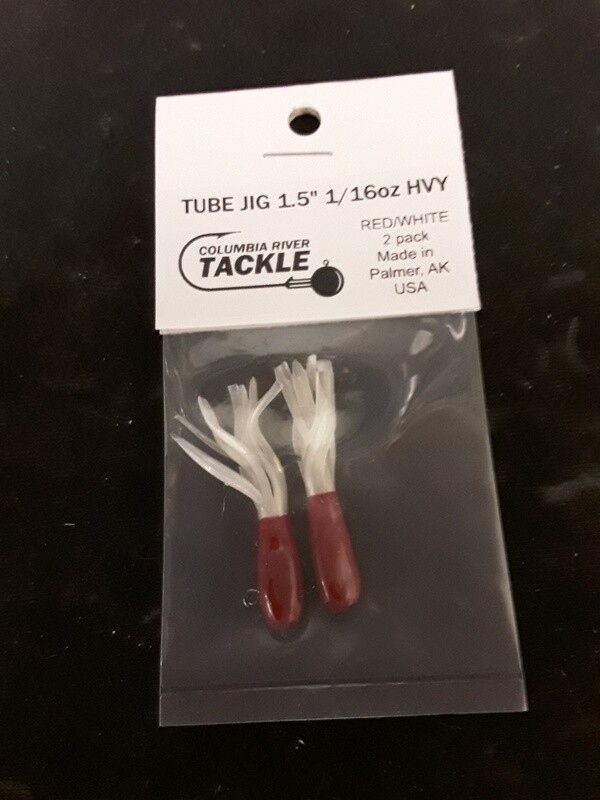 TUBE JIG 1.5" 1/16oz HVY
COLUMBIA RIVER
TACKLE
RED/WHITE
2 pack
Made in
Palmer, AK
USA